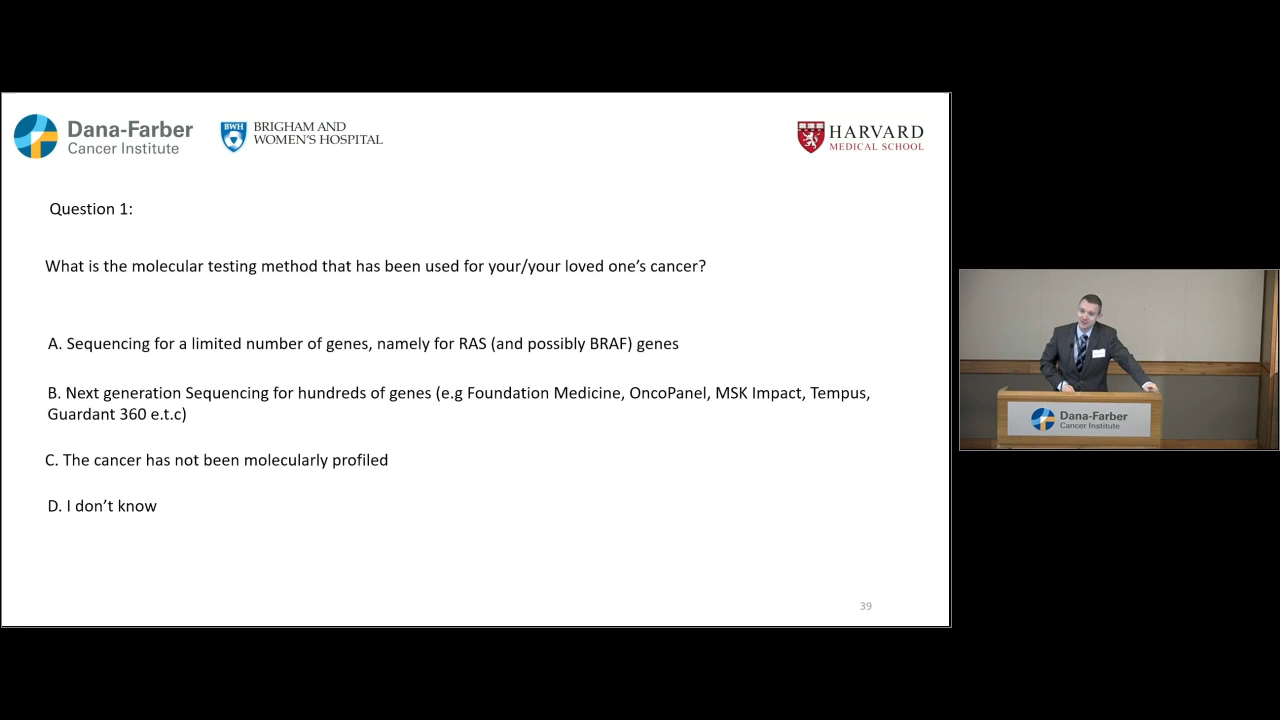 Dana-Farber
Cancer Institute
BWH
BRIGHAM AND
WOMEN'S HOSPITAL
HARVARD
MEDICAL SCHOOL
Question 1:
What is the molecular testing method that has been used for your/your loved one's cancer?
A. Sequencing for a limited number of genes, namely for RAS (and possibly BRAF) genes
B. Next generation Sequencing for hundreds of genes (e.g Foundation Medicine, OncoPanel, MSK Impact, Tempus,
Guardant 360 e.t.c)
C. The cancer has not been molecularly profiled
D. I don't know
39
Dana-Farber
Cancer Institute